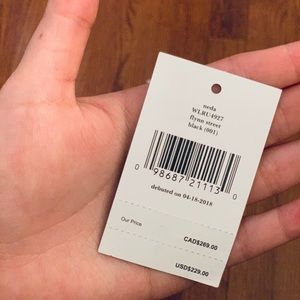 neda
WLRU4927
flynn street
black (001)
0 98687 21113 0
debuted on 04-18-2018
Our Price
CAD$269.00
USD$229.00